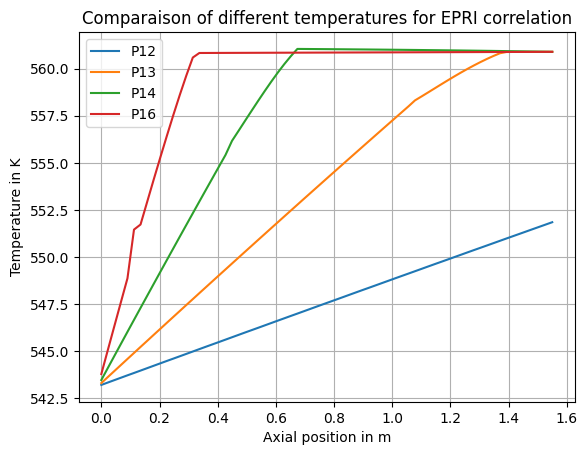 Comparaison of different temperatures for EPRI correlation
P12
P13
P14
P16
Temperature in K
560.0
557.5
555.0
552.5
550.0
547.5
545.0
542.5
0.0 0.2 0.4 0.6 0.8 1.0 1.2 1.4 1.6
Axial position in m